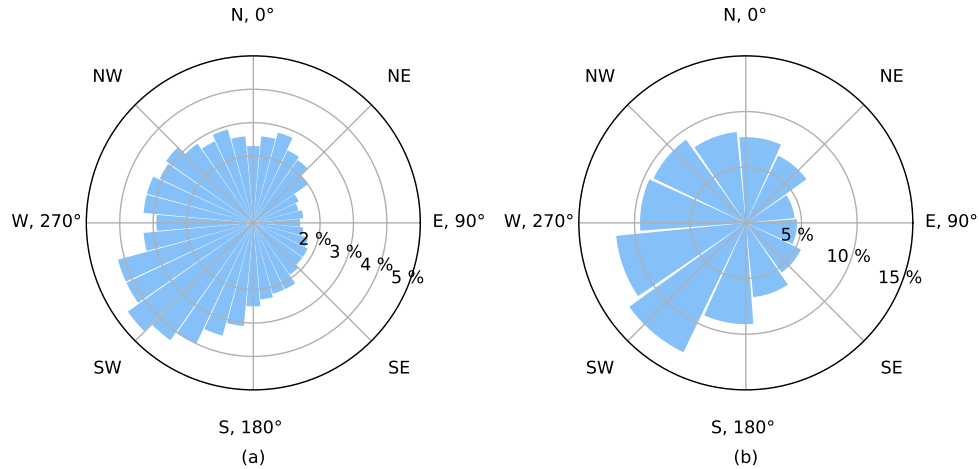 N, 0°
NW
NE
W, 270°
E, 90°
2 %
3 %
4 %
5 %
SW
SE
S, 180°
(a)
N, 0°
NW
NE
W, 270°
E, 90°
5 %
10 %
15 %
SW
SE
S, 180°
(b)